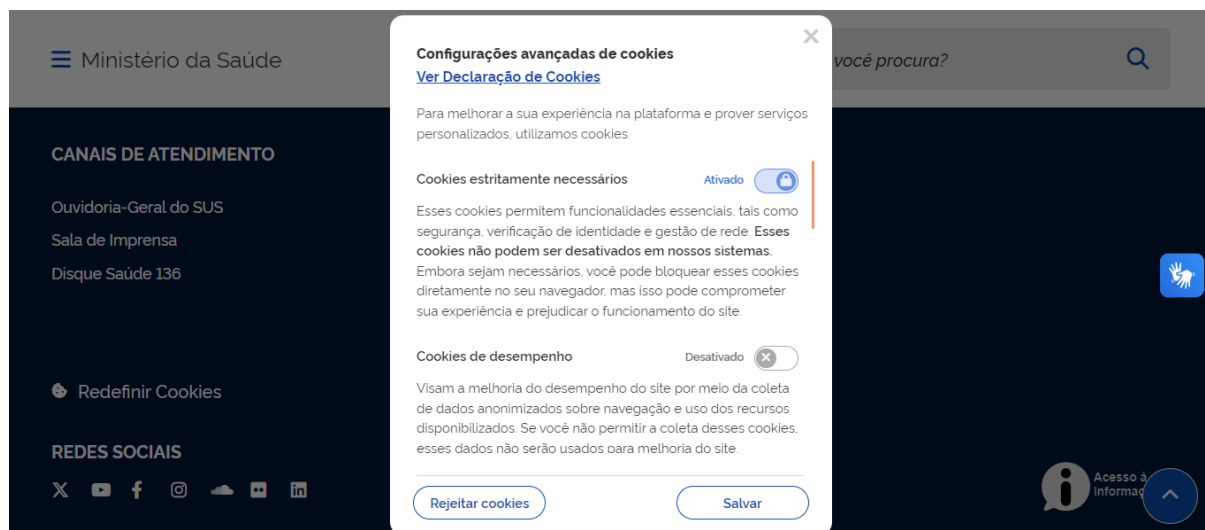 Ministério da Saúde
você procura?
CANAIS DE ATENDIMENTO
Ouvidoria-Geral do SUS
Sala de Imprensa
Disque Saúde 136
Redefinir Cookies
REDES SOCIAIS
Configurações avançadas de cookies
Ver Declaração de Cookies
Para melhorar a sua experiência na plataforma e prover serviços
personalizados, utilizamos cookies.
Cookies estritamente necessários Ativado
Esses cookies permitem funcionalidades essenciais, tais como
segurança, verificação de identidade e gestão de rede. Esses
cookies não podem ser desativados em nossos sistemas.
Embora sejam necessários, você pode bloquear esses cookies
diretamente no seu navegador, mas isso pode comprometer
sua experiência e prejudicar o funcionamento do site.
Cookies de desempenho Desativado
Visam a melhoria do desempenho do site por meio da coleta
de dados anonimizados sobre navegação e uso dos recursos
disponibilizados. Se você não permitir a coleta desses cookies,
esses dados não serão usados para melhoria do site.
Rejeitar cookies Salvar
Acesso à